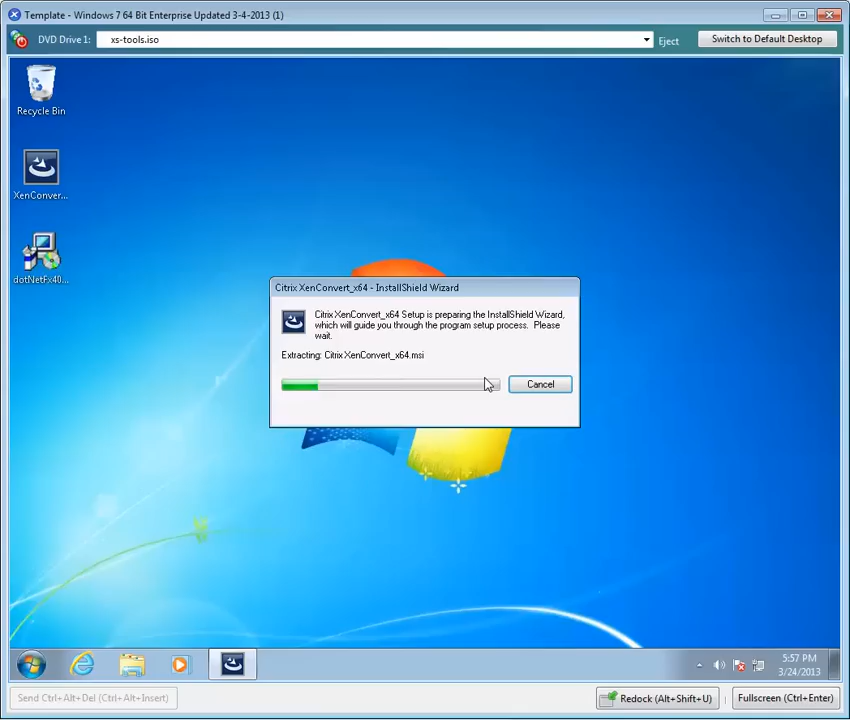 Template - Windows 7 64 Bit Enterprise Updated 3-4-2013 (1)
DVD Drive 1:
xs-tools.iso
Eject
Switch to Default Desktop
Recycle Bin
XenConver...
dotNetFx40...
Citrix XenConvert_x64 - InstallShield Wizard
Citrix XenConvert_x64 Setup is preparing the InstallShield Wizard,
which will guide you through the program setup process. Please
wait.
Extracting: Citrix XenConvert_x64.msi
Cancel
5:57 PM
3/24/2013
Send Ctrl+Alt+Del (Ctrl+Alt+Insert)
Redock (Alt+Shift+U)
Fullscreen (Ctrl+Enter)